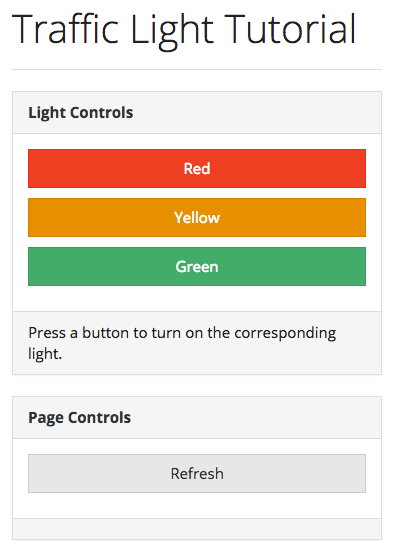 Traffic Light Tutorial
Light Controls
Red
Yellow
Green
Press a button to turn on the corresponding
light.
Page Controls
Refresh